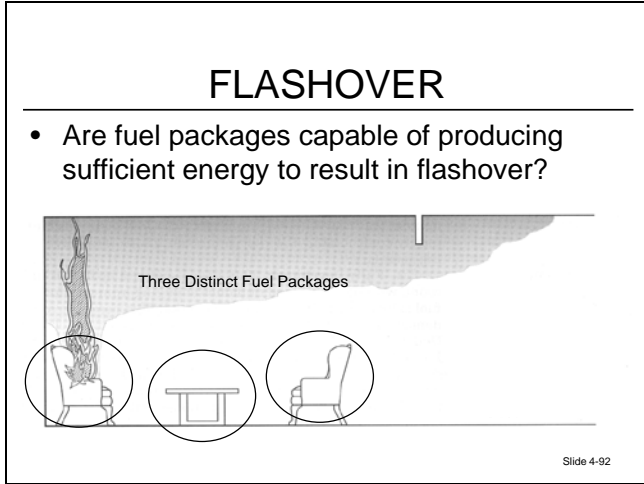 FLASHOVER
• Are fuel packages capable of producing
sufficient energy to result in flashover?
Three Distinct Fuel Packages
Slide 4-92